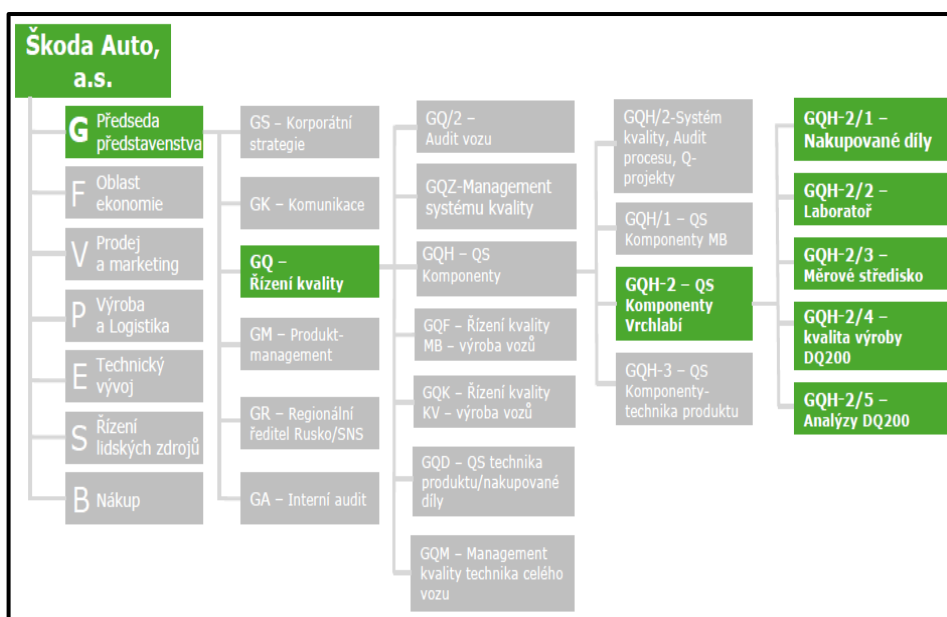 Škoda Auto,
a.s.
G Předseda
představenstva
F Oblast
ekonomie
V Prodej
a marketing
P Výroba
a Logistika
E Technický
vývoj
S Řízení
lidských zdrojů
B Nákup
GS – Korporátní
strategie
GK – Komunikace
GQ –
Řízení kvality
GM – Produkt-
management
GR – Regionální
ředitel Rusko/SNS
GA – Interní audit
GQ/2 –
Audit vozu
GQZ-Management
systému kvality
GQH – QS
Komponenty
GQF – Řízení kvality
MB – výroba vozů
GQK – Řízení kvality
KV – výroba vozů
GQD – QS technika
produktu/nakupované
díly
GQM – Management
kvality technika celého
vozu
GQH/2-Systém
kvality, Audit
procesu, Q-
projekty
GQH/1 – QS
Komponenty MB
GQH-2 – QS
Komponenty
Vrchlabí
GQH-3 – QS
Komponenty-
technika produktu
GQH-2/1 –
Nakupované díly
GQH-2/2 –
Laboratoř
GQH-2/3 –
Měrové středisko
GQH-2/4 –
kvalita výroby
DQ200
GQH-2/5 –
Analýzy DQ200